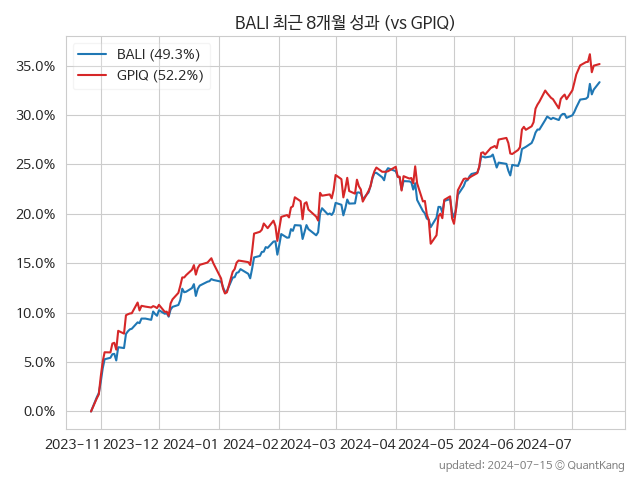 BALI 최근 8개월 성과 (vs GPIQ)
BALI (49.3%)
GPIQ (52.2%)
35.0%
30.0%
25.0%
20.0%
15.0%
10.0%
5.0%
0.0%
2023-11 2023-12 2024-01 2024-02 2024-03 2024-04 2024-05 2024-06 2024-07
updated: 2024-07-15 © QuantKang